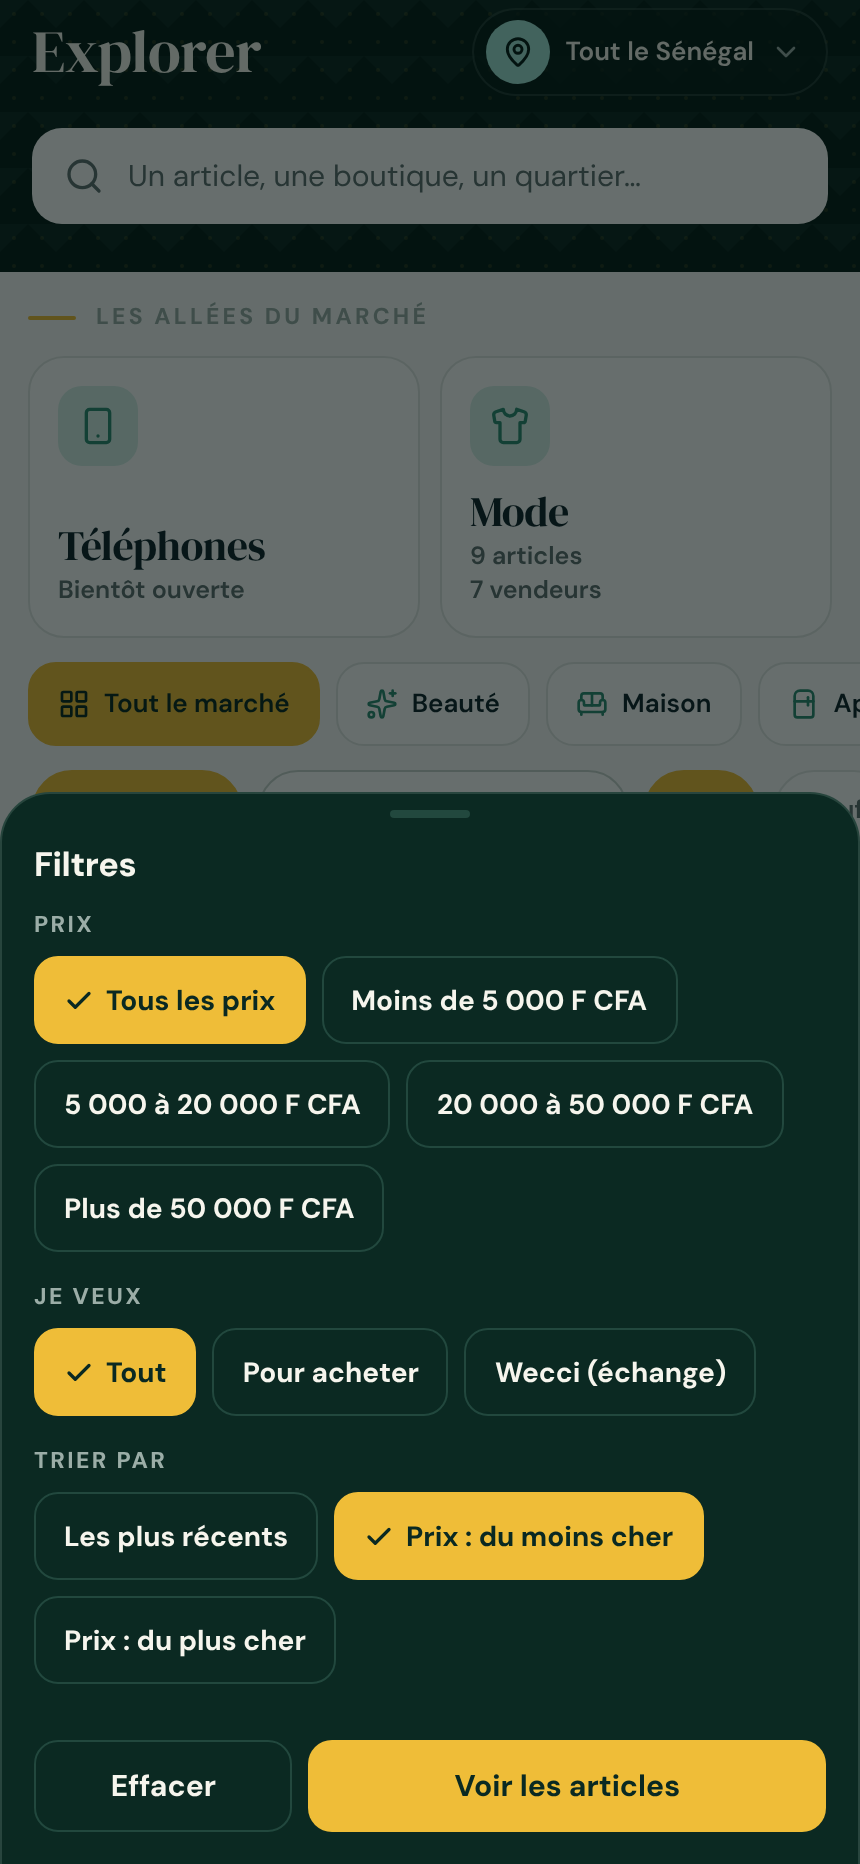 Explorer
Tout le Sénégal
Un article, une boutique, un quartier...
LES ALLÉES DU MARCHÉ
Téléphones
Bientôt ouverte
Mode
9 articles
7 vendeurs
Tout le marché
Beauté
Maison
Filtres
PRIX
Tous les prix
Moins de 5 000 F CFA
5 000 à 20 000 F CFA
20 000 à 50 000 F CFA
Plus de 50 000 F CFA
JE VEUX
Tout
Pour acheter
Wecci (échange)
TRIER PAR
Les plus récents
Prix : du moins cher
Prix : du plus cher
Effacer
Voir les articles